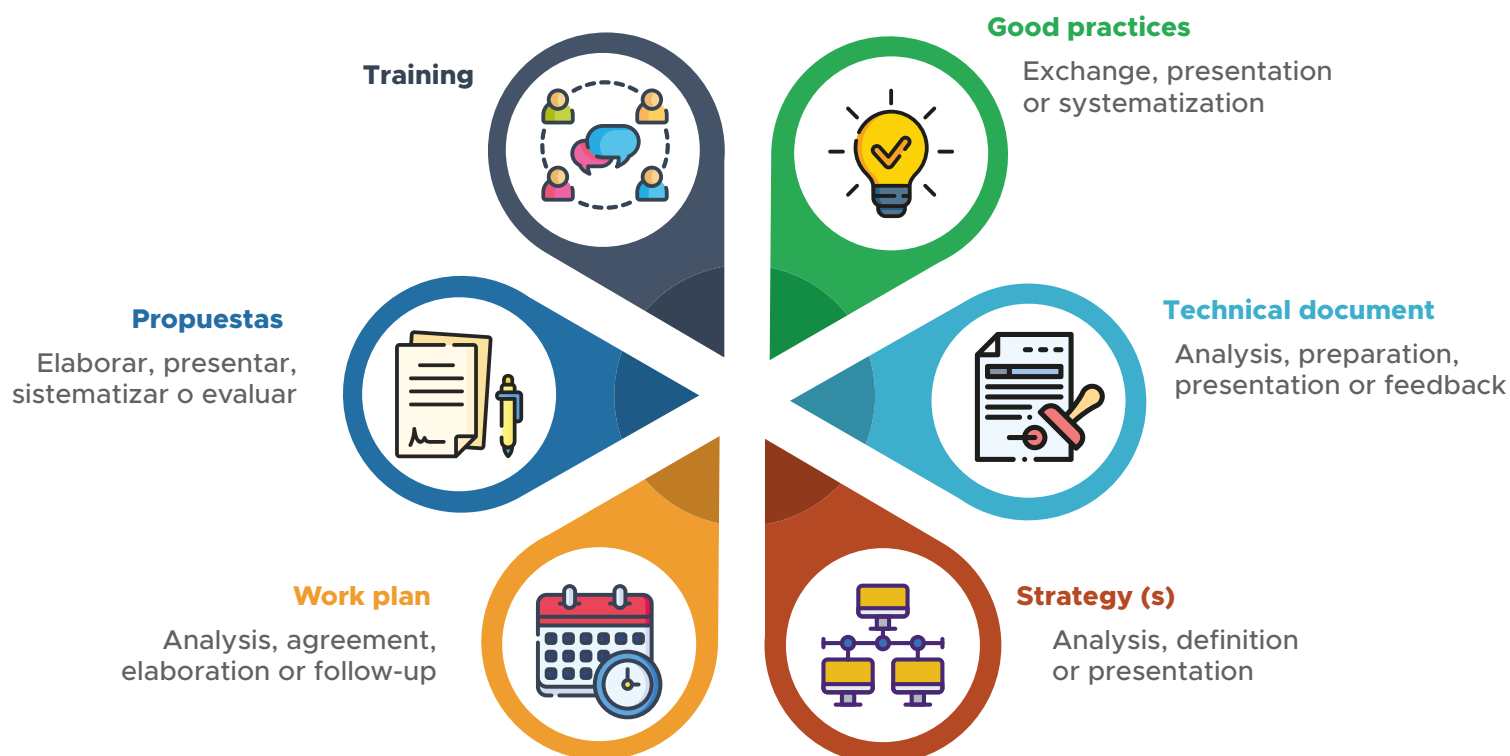 Training
Good practices
Exchange, presentation
or systematization
Propuestas
Elaborar, presentar,
sistematizar o evaluar
Technical document
Analysis, preparation,
presentation or feedback
Work plan
Analysis, agreement,
elaboration or follow-up
Strategy (s)
Analysis, definition
or presentation